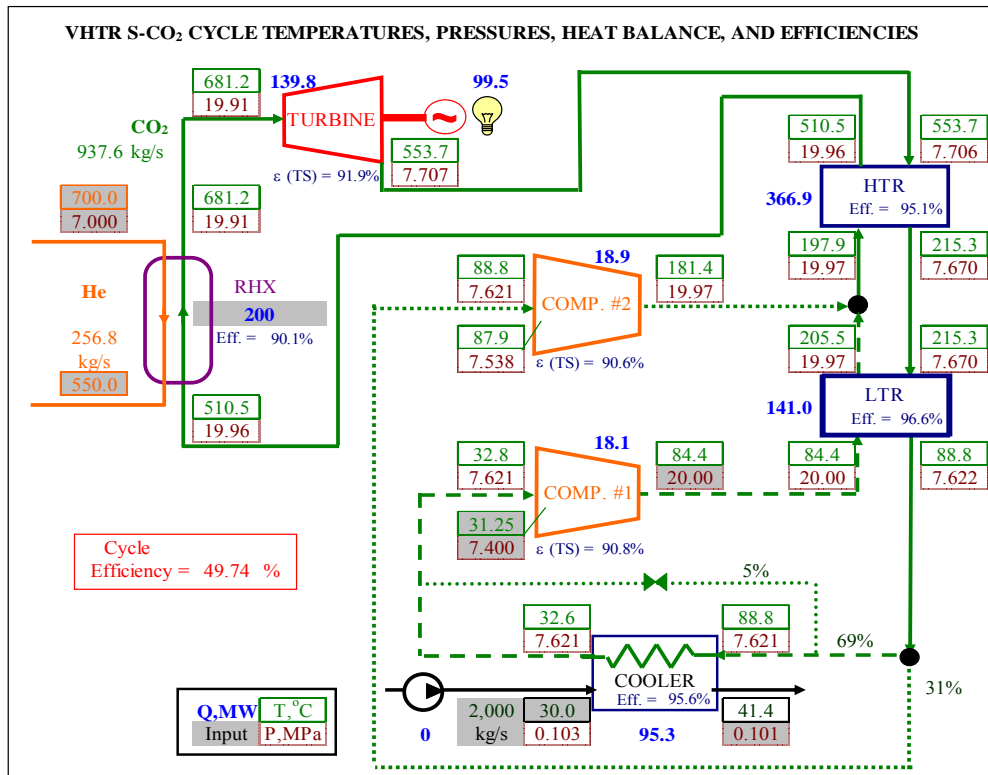 VHTR S-CO₂ CYCLE TEMPERATURES, PRESSURES, HEAT BALANCE, AND EFFICIENCIES
681.2
19.91
139.8
TURBINE
~
99.5
ε (TS) = 91.9%
553.7
7.707
CO₂
937.6 kg/s
681.2
19.91
510.5
19.96
553.7
7.706
HTR
Eff. = 95.1%
366.9
700.0
7.000
He
256.8
kg/s
550.0
RHX
200
Eff. = 90.1%
510.5
19.96
88.8
7.621
18.9
COMP. #2
181.4
19.97
87.9
7.538
ε (TS) = 90.6%
197.9
19.97
215.3
7.670
205.5
19.97
215.3
7.670
LTR
Eff. = 96.6%
141.0
32.8
7.621
18.1
COMP. #1
84.4
20.00
84.4
20.00
88.8
7.622
31.25
7.400
ε (TS) = 90.8%
Cycle
Efficiency = 49.74 %
5%
32.6
7.621
88.8
7.621
69%
31%
COOLER
Eff. = 95.6%
0
2,000
kg/s
30.0
0.103
95.3
41.4
0.101
Q,MW T,°C
Input P,MPa